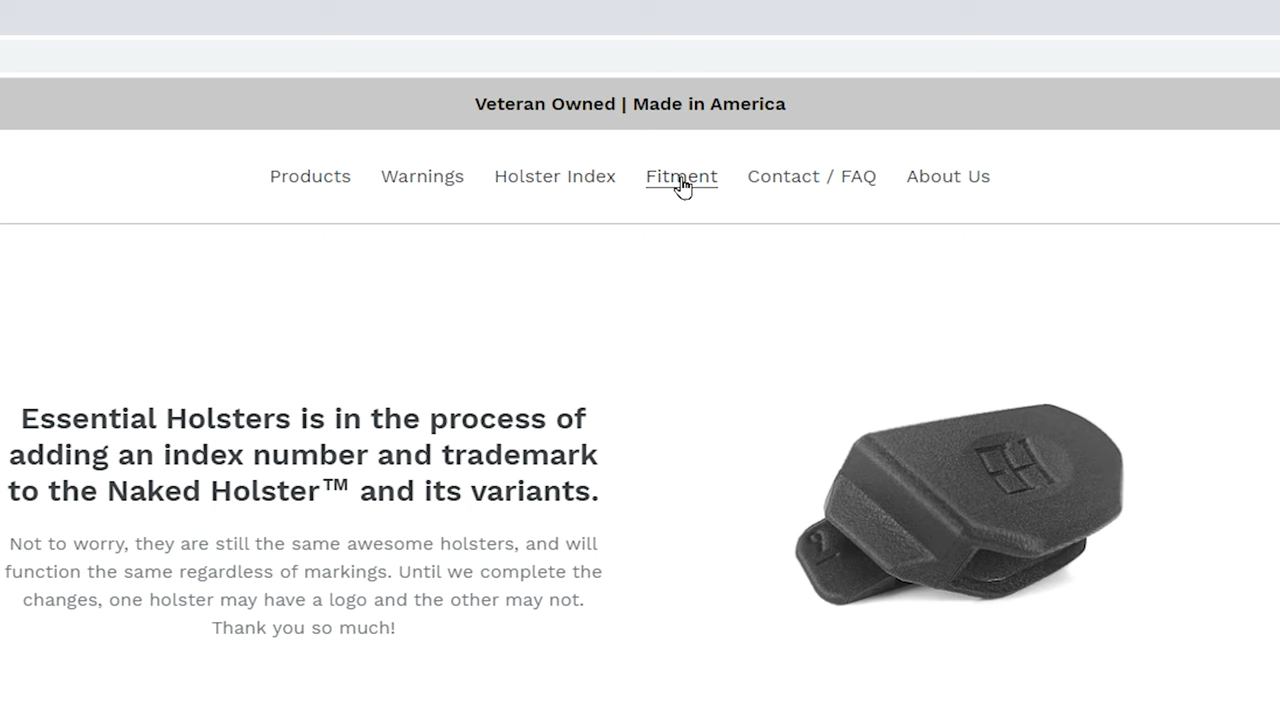 Veteran Owned | Made in America
Products Warnings Holster Index Fitment Contact / FAQ About Us
Essential Holsters is in the process of
adding an index number and trademark
to the Naked Holster™ and its variants.
Not to worry, they are still the same awesome holsters, and will
function the same regardless of markings. Until we complete the
changes, one holster may have a logo and the other may not.
Thank you so much!
EH
2